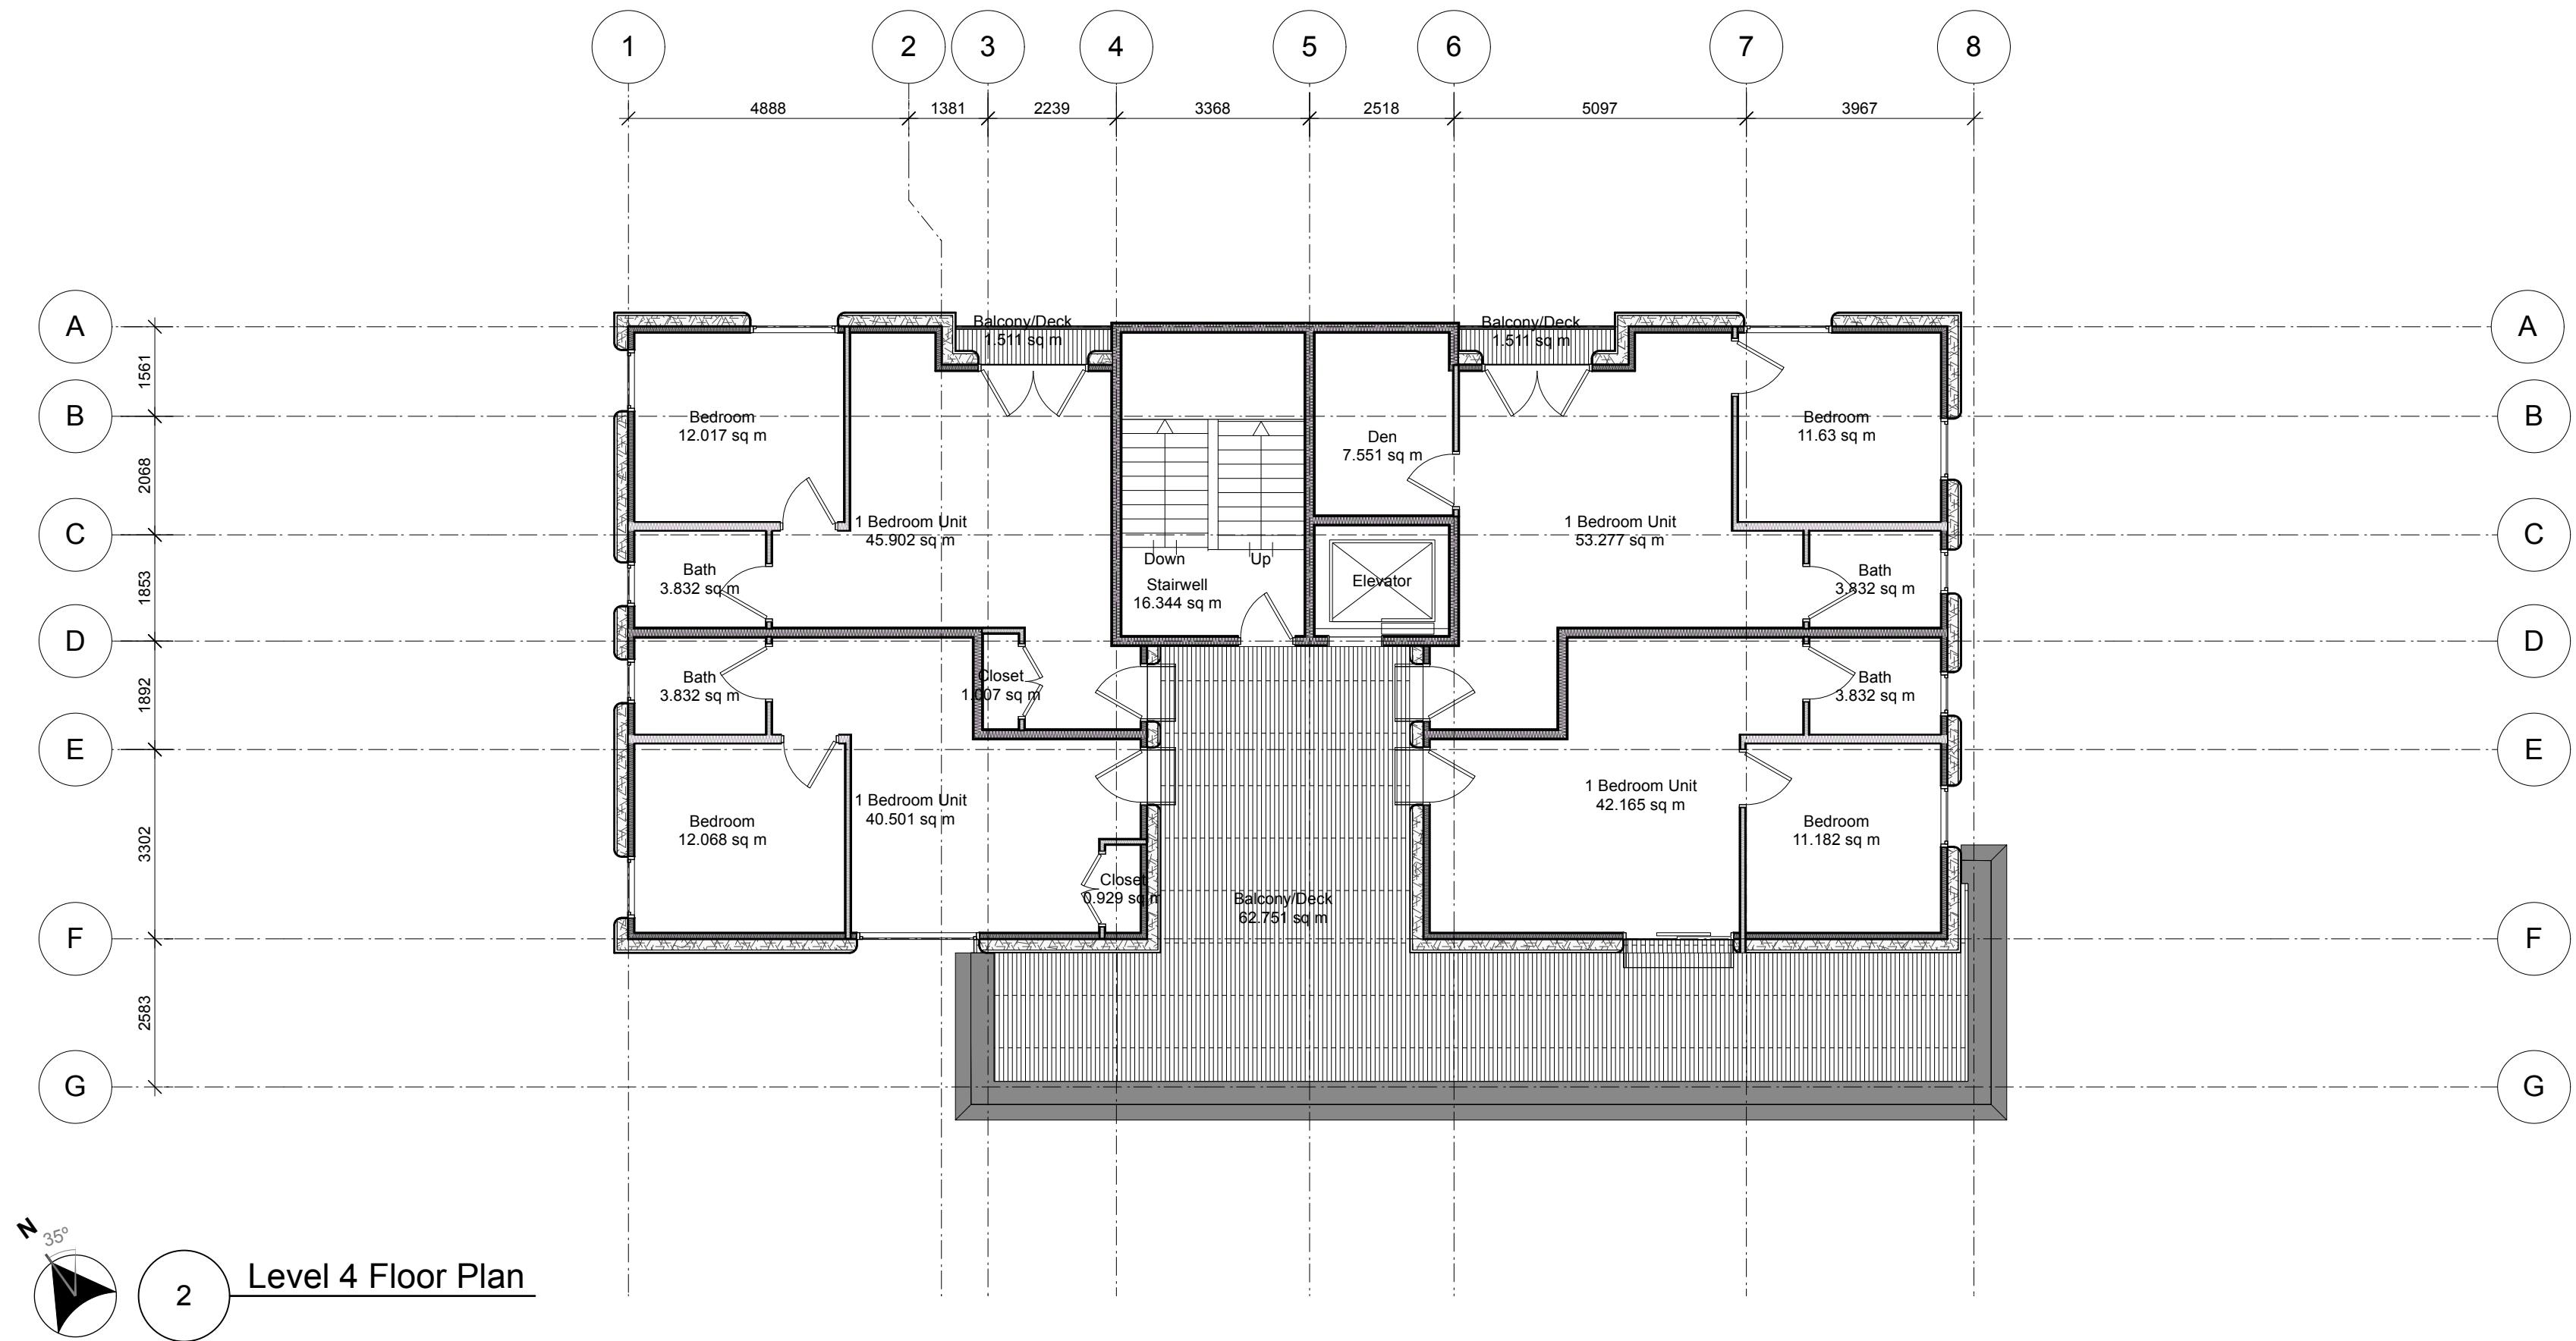 1 2 3 4 5 6 7 8
4888 1381 2239 3368 2518 5097 3967
A A
Balcony/Deck
1.511 sq m
Balcony/Deck
1.511 sq m
1561
B B
Bedroom
12.017 sq m
Den
7.551 sq m
Bedroom
11.63 sq m
2068
C C
1 Bedroom Unit
45.902 sq m
1 Bedroom Unit
53.277 sq m
Down Up
Bath
3.832 sq m
Stairwell
16.344 sq m
Elevator
Bath
3.832 sq m
1853
D D
Bath
3.832 sq m
Closet
1.007 sq m
Bath
3.832 sq m
1892
E E
1 Bedroom Unit
40.501 sq m
1 Bedroom Unit
42.165 sq m
Bedroom
12.068 sq m
Bedroom
11.182 sq m
3302
Closet
0.929 sq m
Balcony/Deck
62.751 sq m
F F
2583
G G
N
35°
2
Level 4 Floor Plan